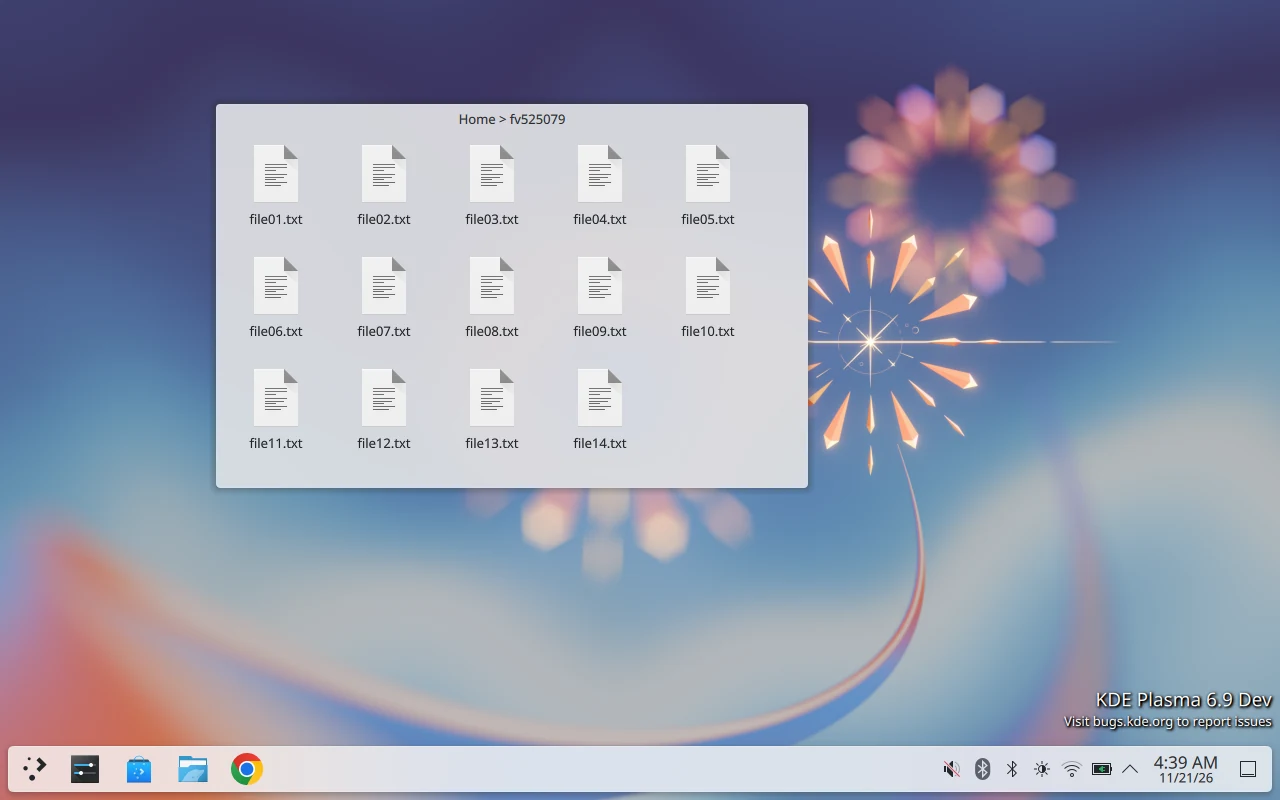 Home > fv525079
file01.txt
file02.txt
file03.txt
file04.txt
file05.txt
file06.txt
file07.txt
file08.txt
file09.txt
file10.txt
file11.txt
file12.txt
file13.txt
file14.txt
KDE Plasma 6.9 Dev
Visit bugs.kde.org to report issues
4:39 AM
11/21/26